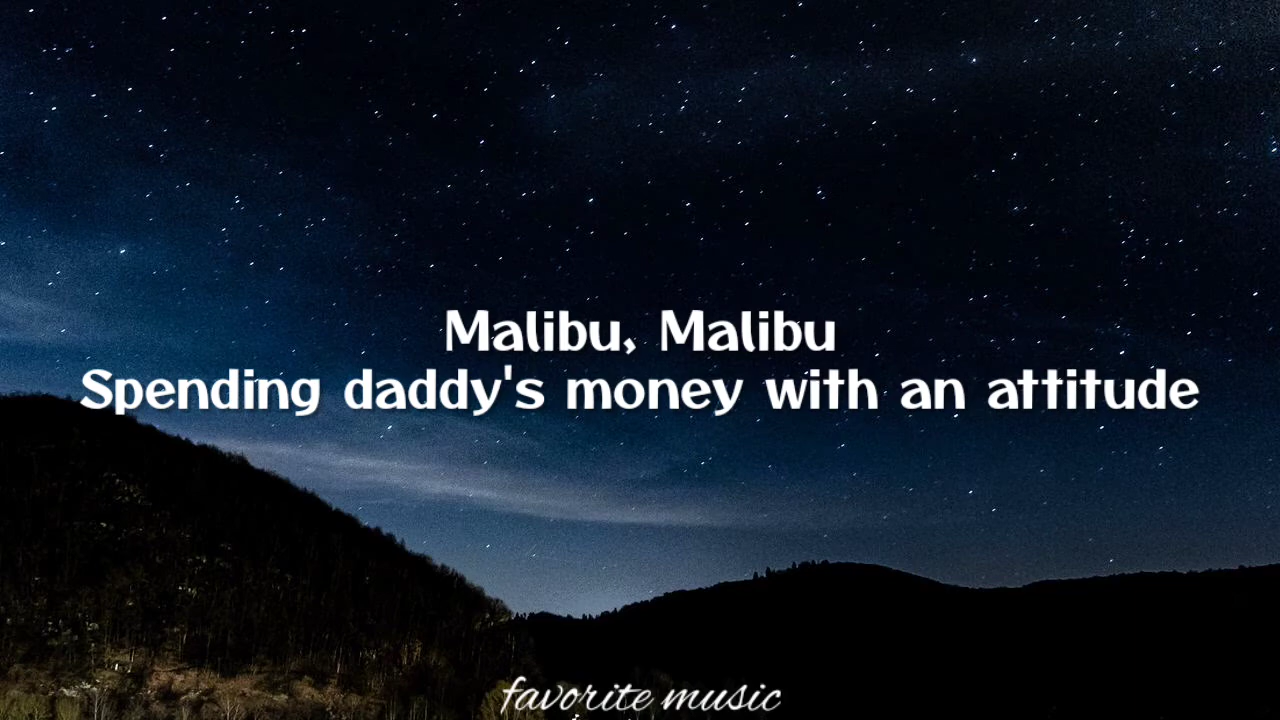 Malibu, Malibu
Spending daddy's money with an attitude
favorite music